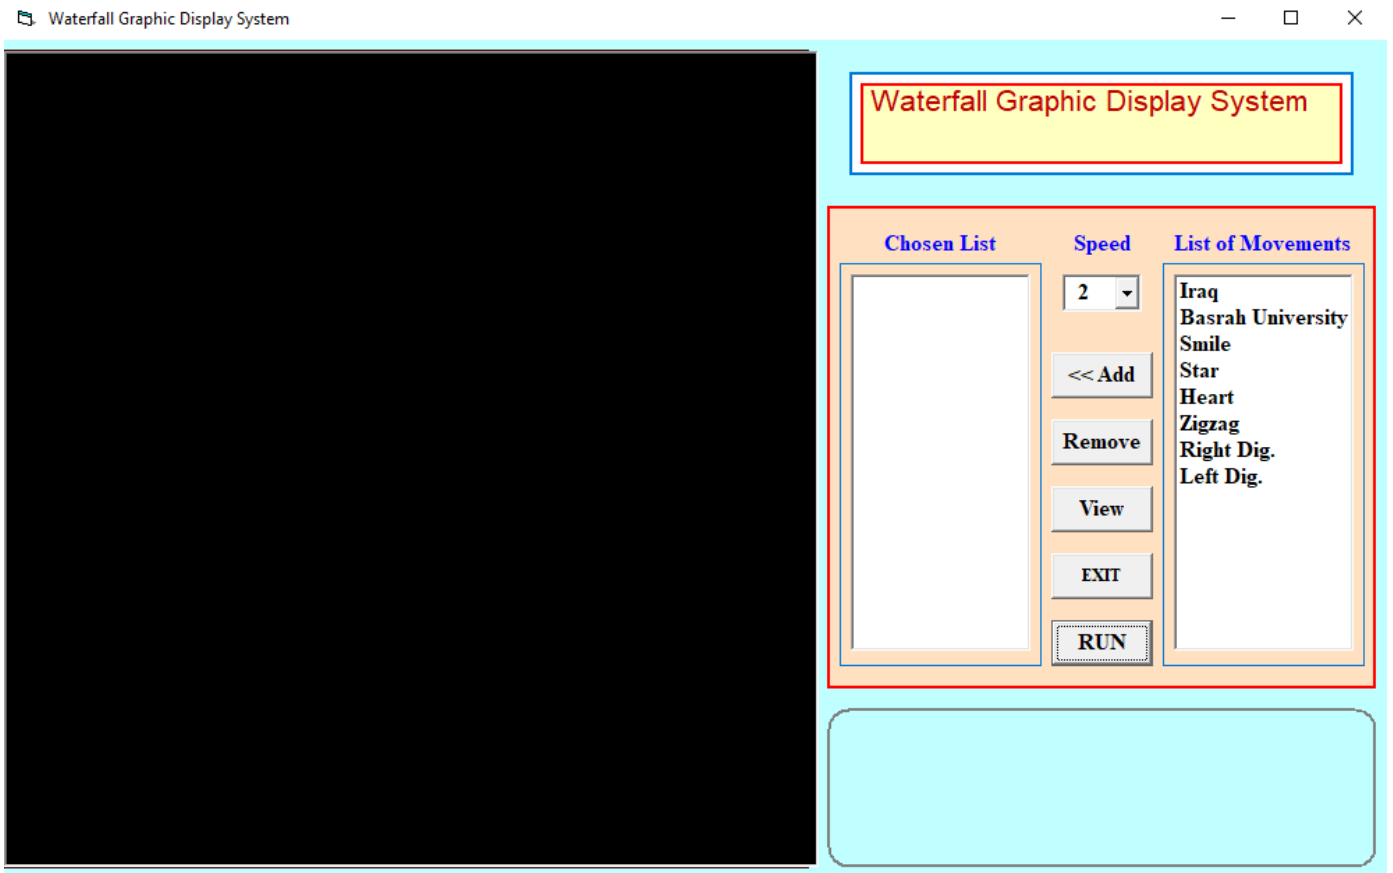 Waterfall Graphic Display System
Waterfall Graphic Display System
Chosen List
Speed
2
<< Add
Remove
View
EXIT
RUN
List of Movements
Iraq
Basrah University
Smile
Star
Heart
Zigzag
Right Dig.
Left Dig.